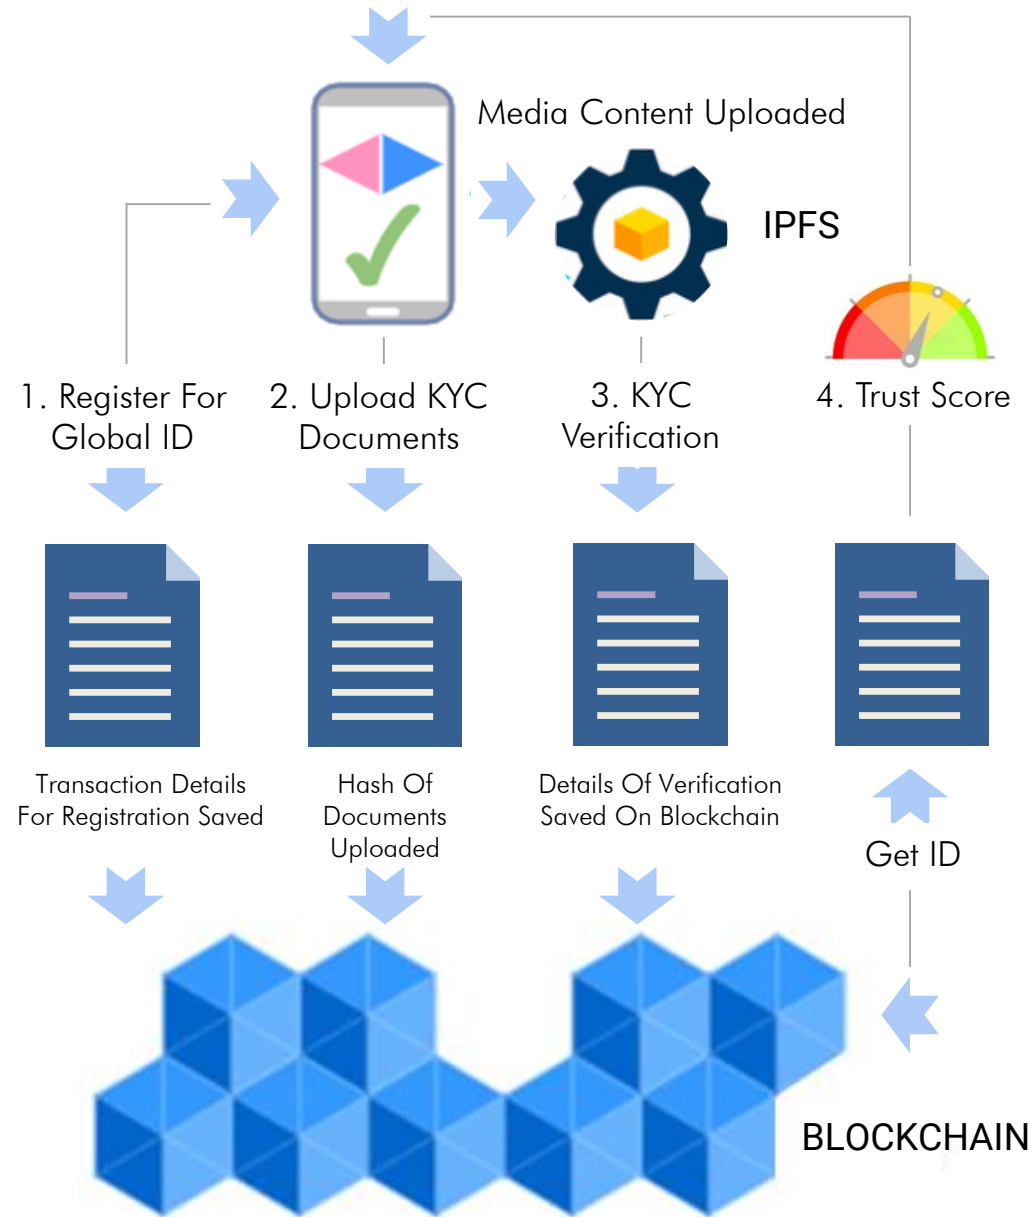 Media Content Uploaded
IPFS
1. Register For
Global ID
2. Upload KYC
Documents
3. KYC
Verification
4. Trust Score
Transaction Details
For Registration Saved
Hash Of
Documents
Uploaded
Details Of Verification
Saved On Blockchain
Get ID
BLOCKCHAIN